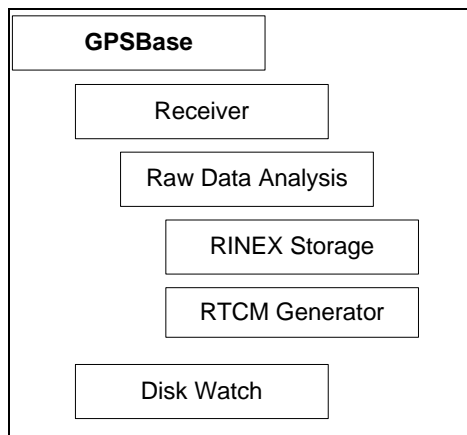 GPSBase
Receiver
Raw Data Analysis
RINEX Storage
RTCM Generator
Disk Watch